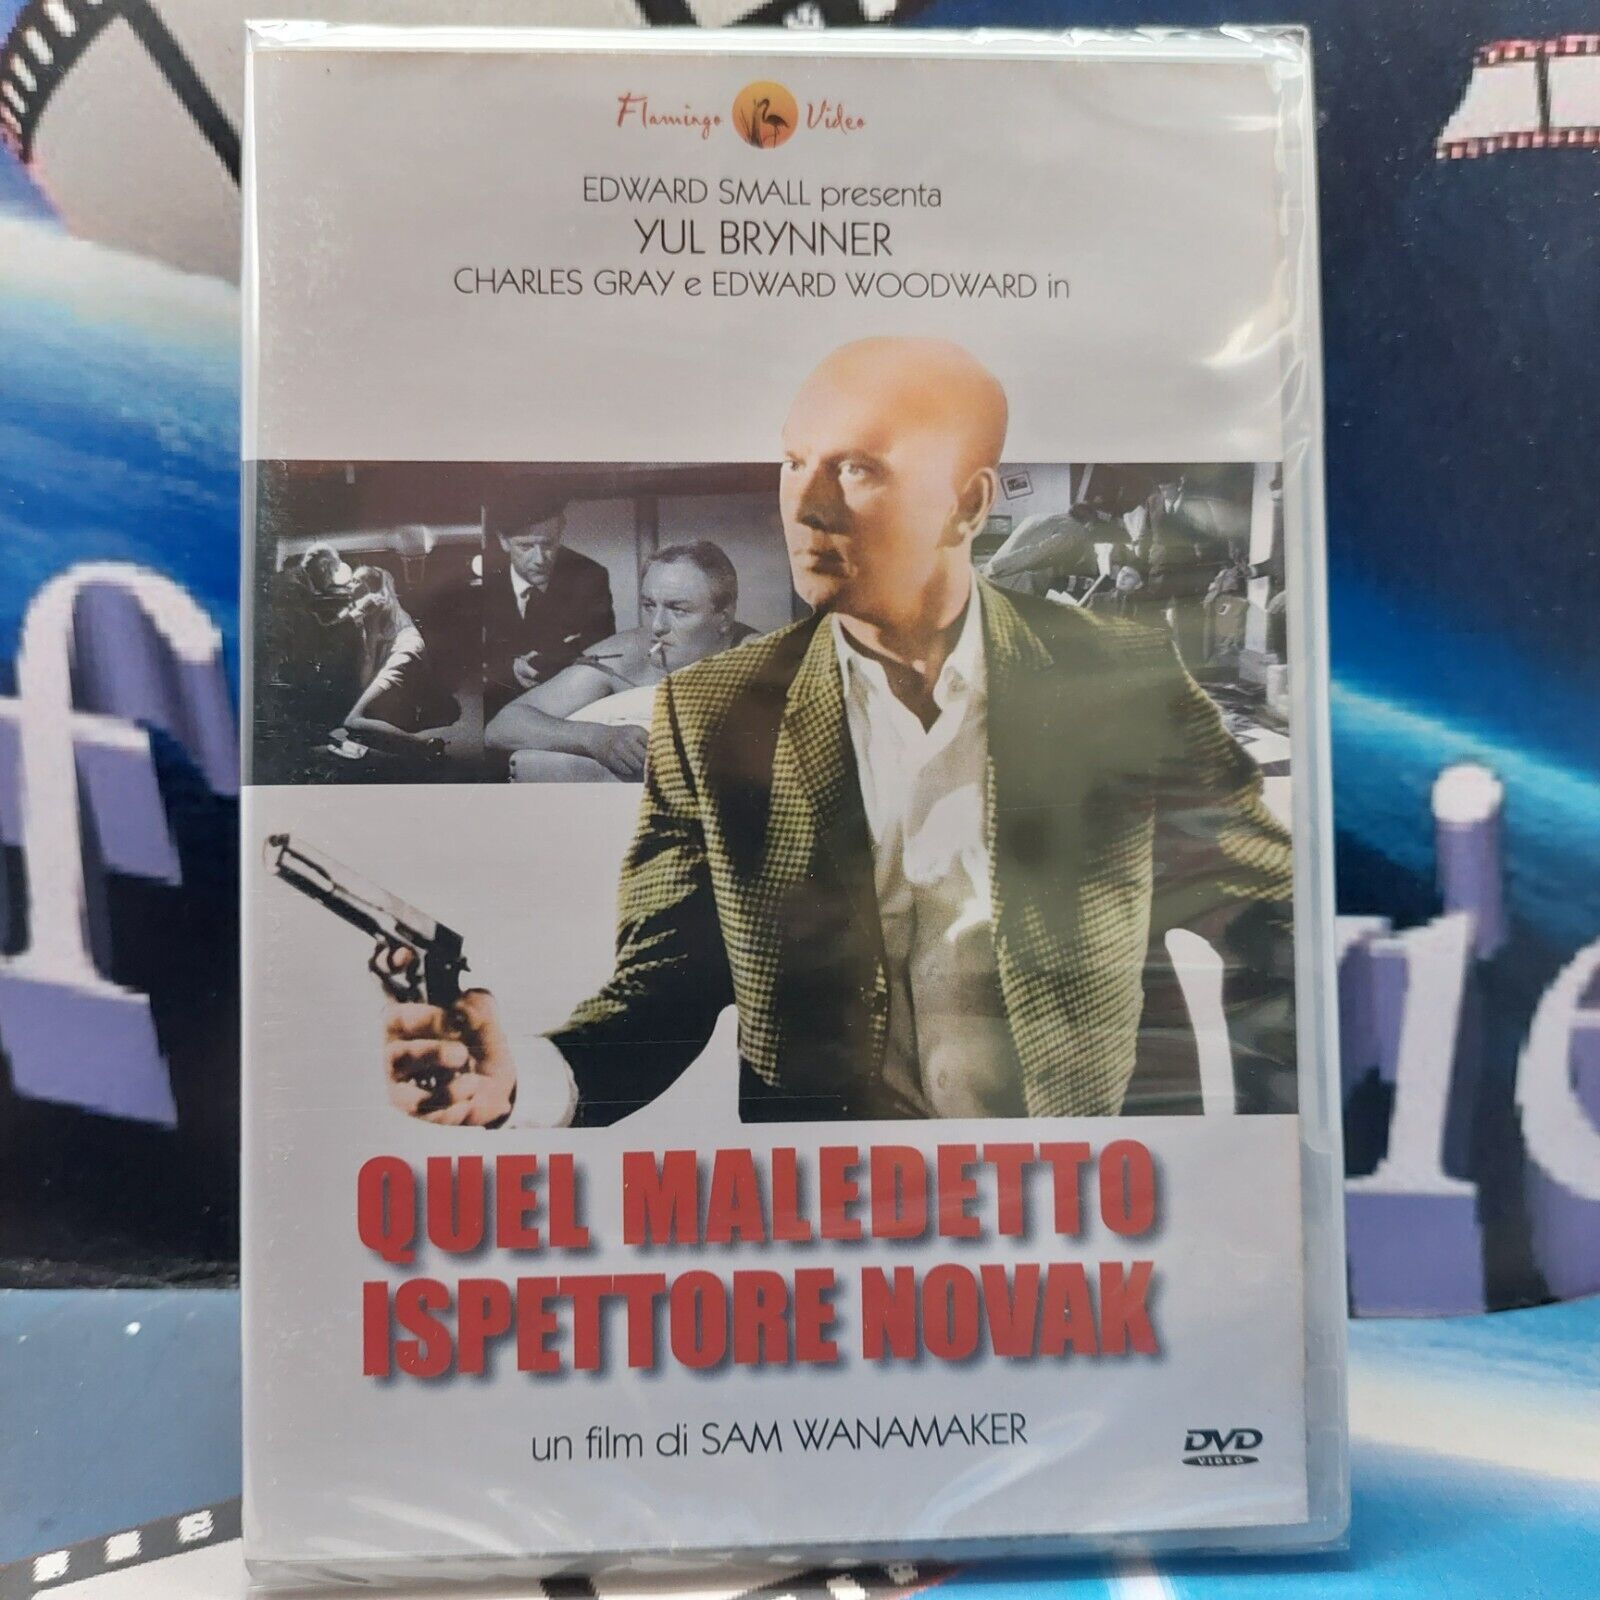 Flamingo Video
EDWARD SMALL presenta
YUL BRYNNER
CHARLES GRAY e EDWARD WOODWARD in
QUEL MALEDETTO
ISPETTORE NOVAK
un film di SAM WANAMAKER
DVD
VIDEO
f
rie